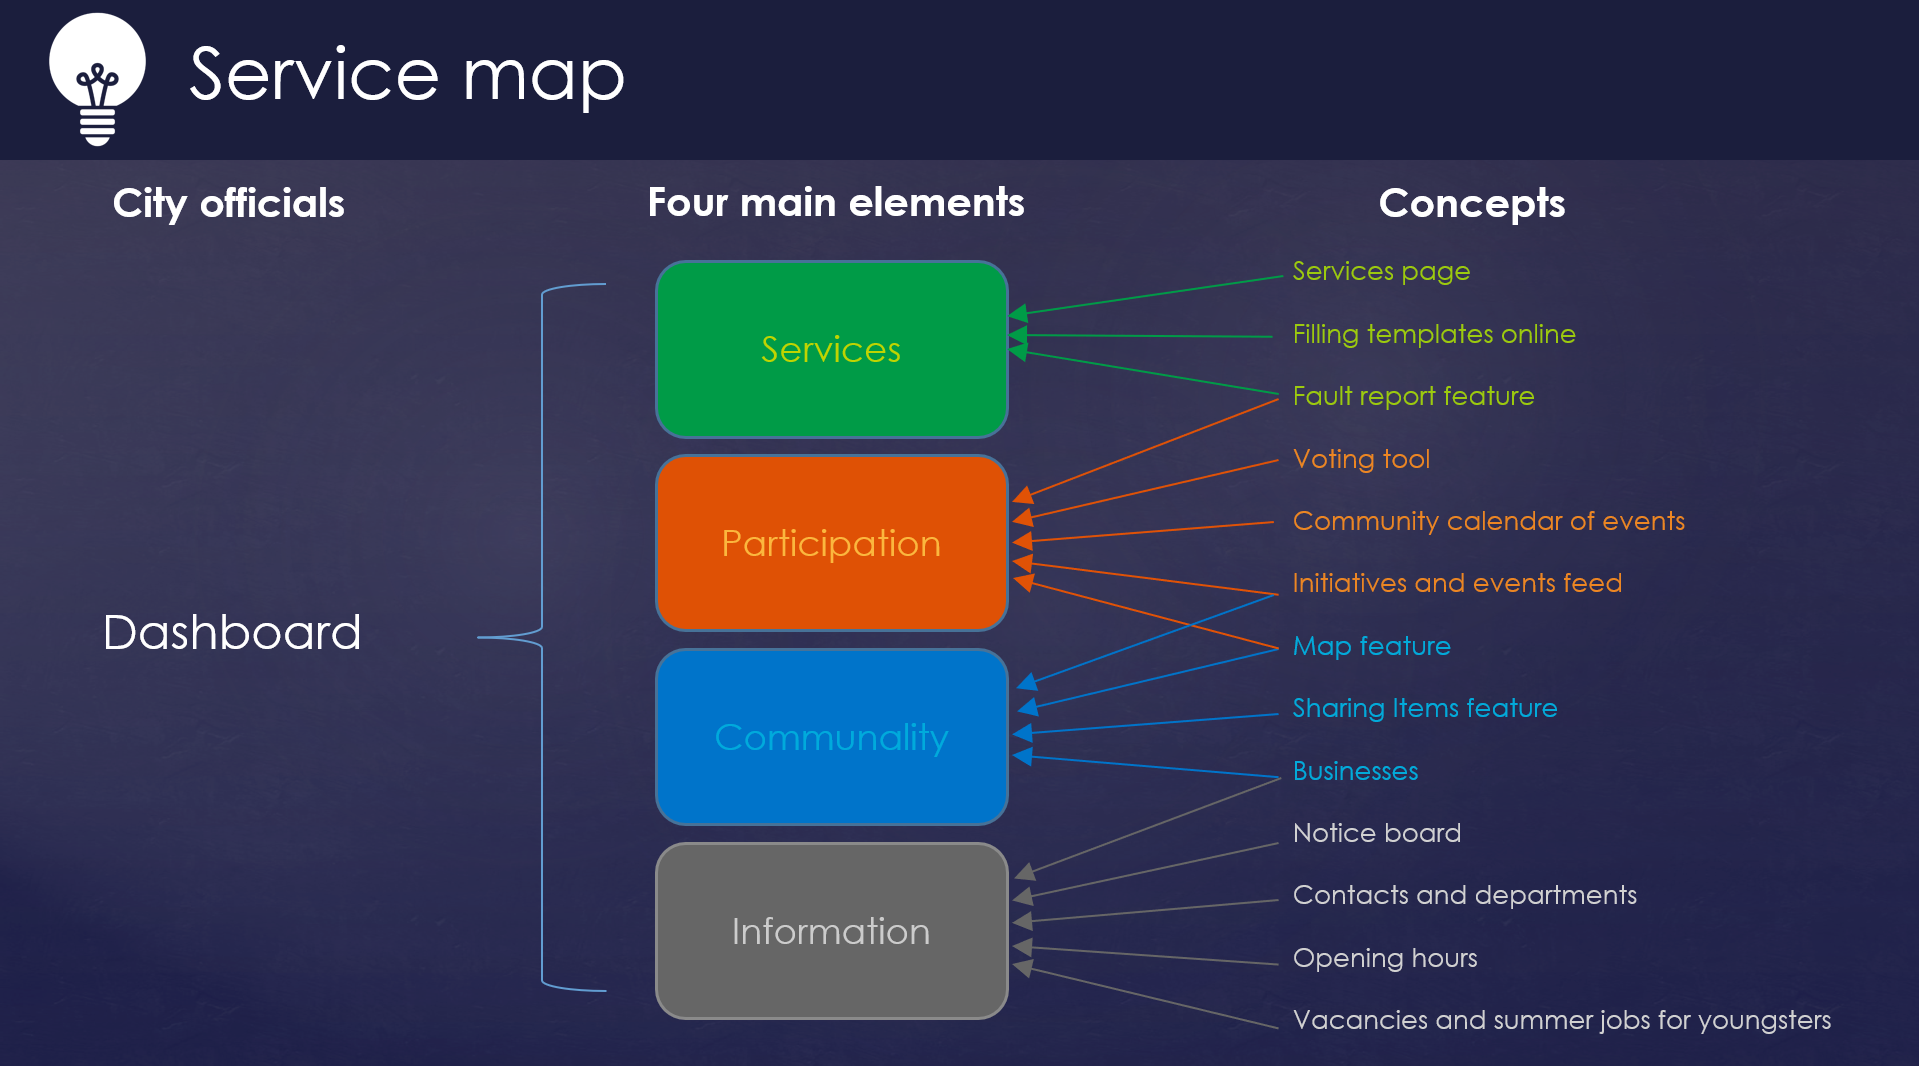 Service map
City officials
Four main elements
Concepts
Dashboard
Services
Participation
Communality
Information
Services page
Filling templates online
Fault report feature
Voting tool
Community calendar of events
Initiatives and events feed
Map feature
Sharing Items feature
Businesses
Notice board
Contacts and departments
Opening hours
Vacancies and summer jobs for youngsters